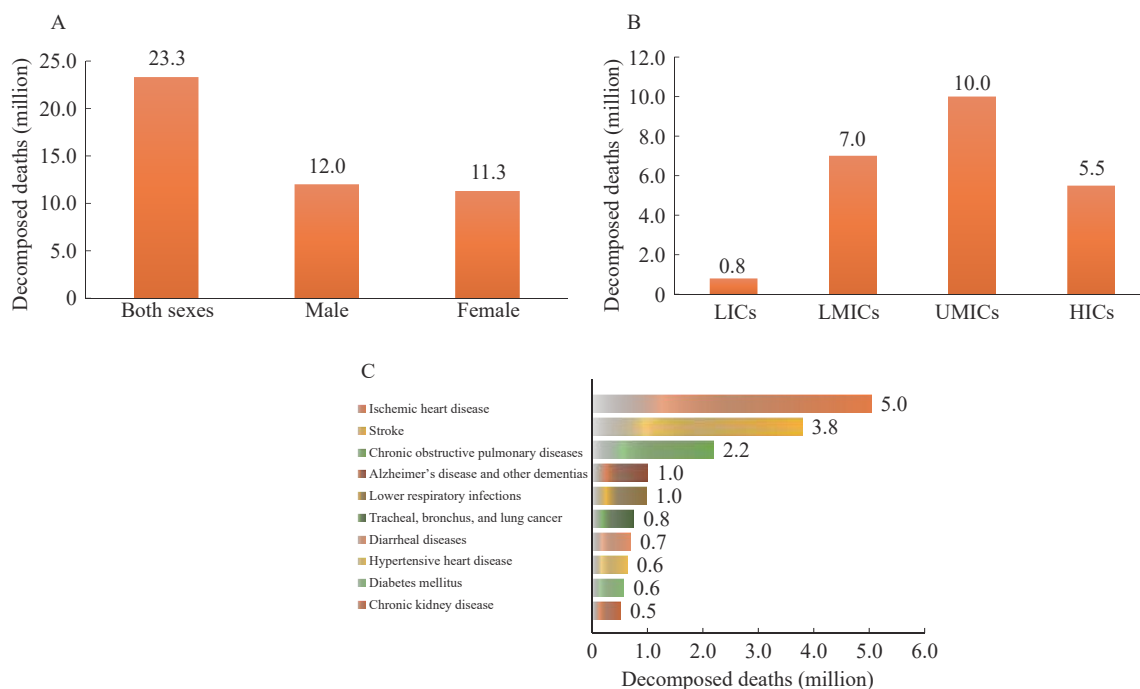 A
Decomposed deaths (million)
25.0
20.0
15.0
10.0
5.0
0
23.3
12.0
11.3
Both sexes
Male
Female
B
Decomposed deaths (million)
12.0
10.0
8.0
6.0
4.0
2.0
0
0.8
7.0
10.0
5.5
LICs
LMICs
UMICs
HICs
C
Ischemic heart disease
5.0
Stroke
3.8
Chronic obstructive pulmonary diseases
2.2
Alzheimer’s disease and other dementias
1.0
Lower respiratory infections
1.0
Tracheal, bronchus, and lung cancer
0.8
Diarrheal diseases
0.7
Hypertensive heart disease
0.6
Diabetes mellitus
0.6
Chronic kidney disease
0.5
0 1.0 2.0 3.0 4.0 5.0 6.0
Decomposed deaths (million)